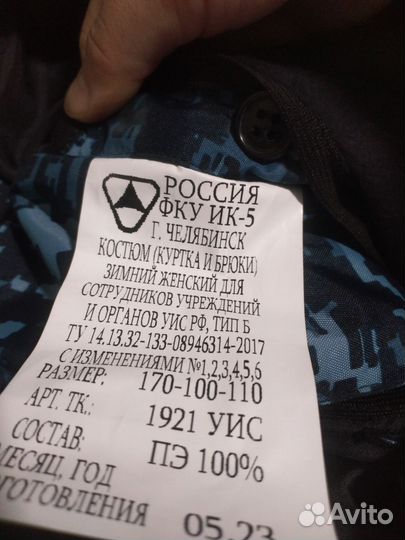 РОССИЯ
ФКУ ИК-5
Г. ЧЕЛЯБИНСК
КОСТЮМ (КУРТКА И БРЮКИ)
ЗИМНИЙ ЖЕНСКИЙ ДЛЯ
СОТРУДНИКОВ УЧРЕЖДЕНИЙ
И ОРГАНОВ УИС РФ, ТИП Б
ТУ 14.13.32-133-08946314-2017
С ИЗМЕНЕНИЯМИ №1,2,3,4,5,6
РАЗМЕР: 170-100-110
АРТ. ТК.: 1921 УИС
СОСТАВ: ПЭ 100%
МЕСЯЦ, ГОД
ИЗГОТОВЛЕНИЯ 05.23
Avito